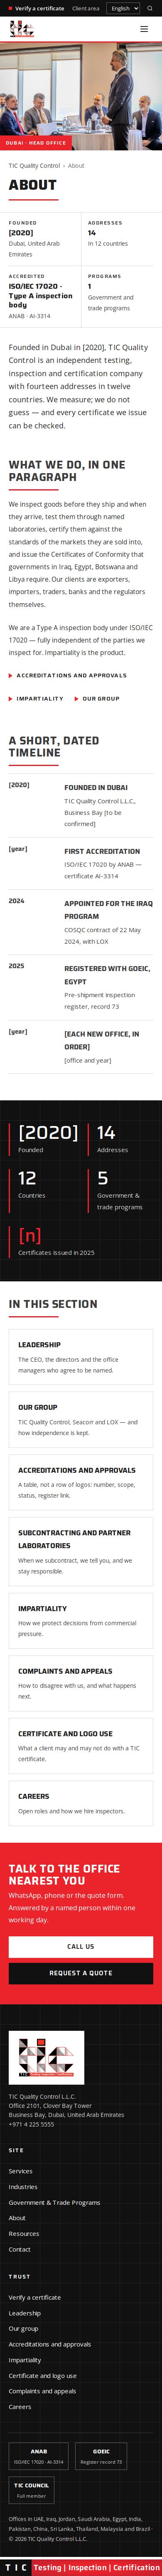 Verify a certificate
Client area
English
TIC
DUBAI · HEAD OFFICE
TIC Quality Control › About
ABOUT
FOUNDED
[2020]
Dubai, United Arab
Emirates
ADDRESSES
14
In 12 countries
ACCREDITED
ISO/IEC 17020 ·
Type A inspection
body
ANAB · AI-3314
PROGRAMS
1
Government and
trade programs
Founded in Dubai in [2020], TIC Quality
Control is an independent testing,
inspection and certification company
with fourteen addresses in twelve
countries. We measure; we do not
guess — and every certificate we issue
can be checked.
WHAT WE DO, IN ONE
PARAGRAPH
We inspect goods before they ship and when
they arrive, test them through named
laboratories, certify them against the
standards of the markets they are sold into,
and issue the Certificates of Conformity that
governments in Iraq, Egypt, Botswana and
Libya require. Our clients are exporters,
importers, traders, banks and the regulators
themselves.
We are a Type A inspection body under ISO/IEC
17020 — fully independent of the parties we
inspect for. Impartiality is the product.
ACCREDITATIONS AND APPROVALS
IMPARTIALITY
OUR GROUP
A SHORT, DATED
TIMELINE
[2020]
FOUNDED IN DUBAI
TIC Quality Control L.L.C,
Business Bay [to be
confirmed]
[year]
FIRST ACCREDITATION
ISO/IEC 17020 by ANAB —
certificate AI-3314
2024
APPOINTED FOR THE IRAQ
PROGRAM
COSQC contract of 22 May
2024, with LOX
2025
REGISTERED WITH GOEIC,
EGYPT
Pre-shipment inspection
register, record 73
[year]
[EACH NEW OFFICE, IN
ORDER]
[office and year]
[2020]
Founded
14
Addresses
12
Countries
5
Government &
trade programs
[n]
Certificates issued in 2025
IN THIS SECTION
LEADERSHIP
The CEO, the directors and the office
managers who agree to be named.
OUR GROUP
TIC Quality Control, Seacorr and LOX — and
how independence is kept.
ACCREDITATIONS AND APPROVALS
A table, not a row of logos: number, scope,
status, register link.
SUBCONTRACTING AND PARTNER
LABORATORIES
When we subcontract, we tell you, and we
stay responsible.
IMPARTIALITY
How we protect decisions from commercial
pressure.
COMPLAINTS AND APPEALS
How to disagree with us, and what happens
next.
CERTIFICATE AND LOGO USE
What a client may and may not do with a TIC
certificate.
CAREERS
Open roles and how we hire inspectors.
TALK TO THE OFFICE
NEAREST YOU
WhatsApp, phone or the quote form.
Answered by a named person within one
working day.
CALL US
REQUEST A QUOTE
TIC
TIC Quality Control L.L.C.
Office 2101, Clover Bay Tower
Business Bay, Dubai, United Arab Emirates
+971 4 225 5555
SITE
Services
Industries
Government & Trade Programs
About
Resources
Contact
TRUST
Verify a certificate
Leadership
Our group
Accreditations and approvals
Impartiality
Certificate and logo use
Complaints and appeals
Careers
ANAB
ISO/IEC 17020 · AI-3314
GOEIC
Register record 73
TIC COUNCIL
Full member
Offices in UAE, Iraq, Jordan, Saudi Arabia, Egypt, India,
Pakistan, China, Sri Lanka, Thailand, Malaysia and Brazil ·
© 2026 TIC Quality Control L.L.C.
TIC
Testing | Inspection | Certification